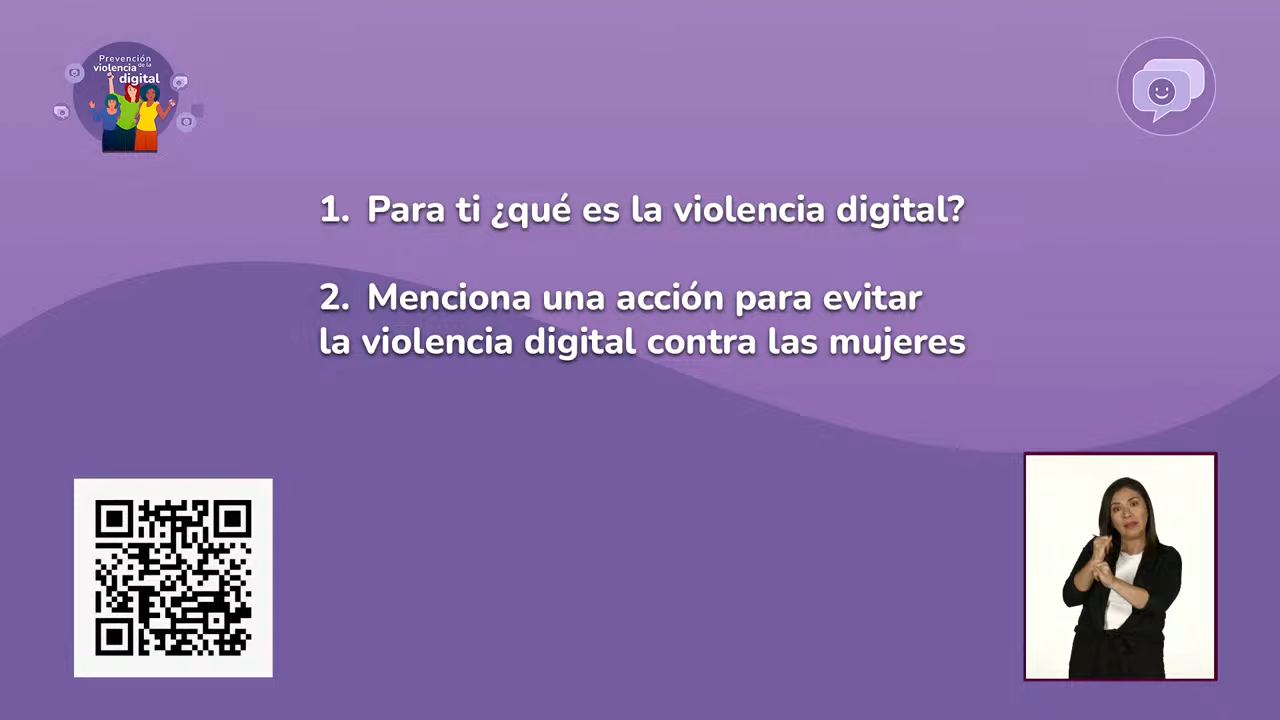 Prevención
violencia de la
digital
1. Para ti ¿qué es la violencia digital?
2. Menciona una acción para evitar
la violencia digital contra las mujeres